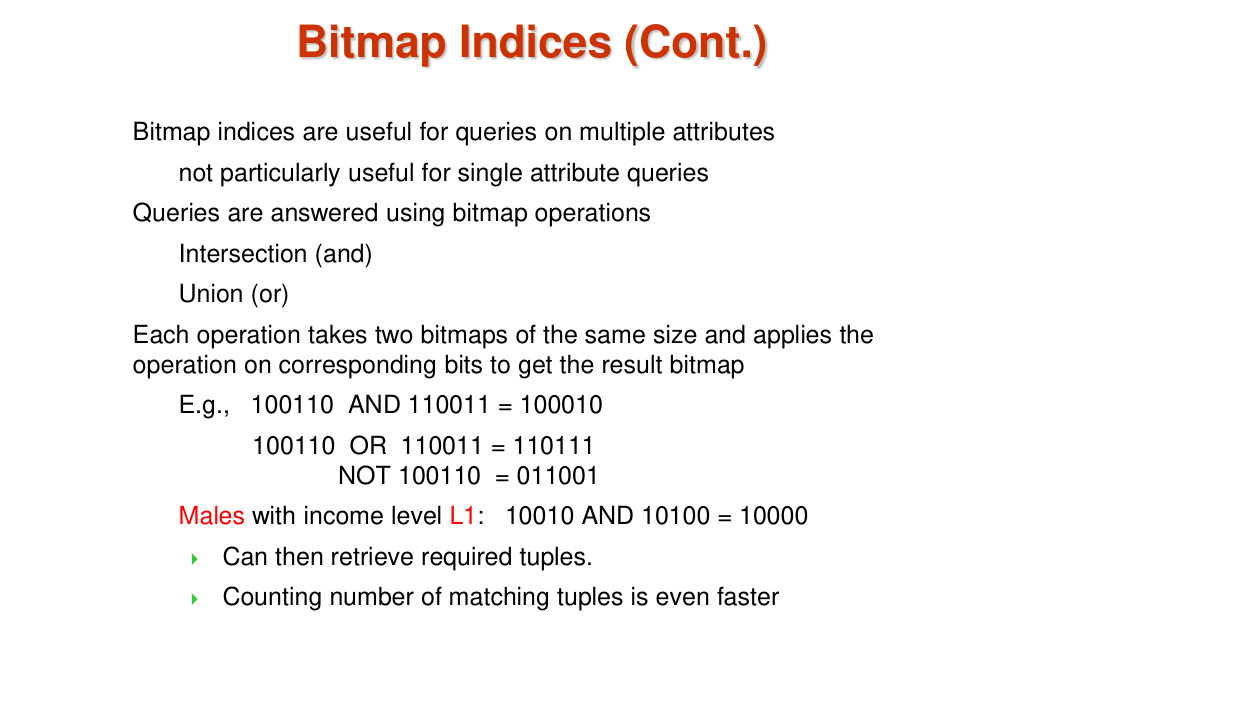 Bitmap Indices (Cont.)
Bitmap indices are useful for queries on multiple attributes
not particularly useful for single attribute queries
Queries are answered using bitmap operations
Intersection (and)
Union (or)
Each operation takes two bitmaps of the same size and applies the
operation on corresponding bits to get the result bitmap
E.g., 100110 AND 110011 = 100010
100110 OR 110011 = 110111
NOT 100110 = 011001
Males with income level L1: 10010 AND 10100 = 10000
Can then retrieve required tuples.
Counting number of matching tuples is even faster